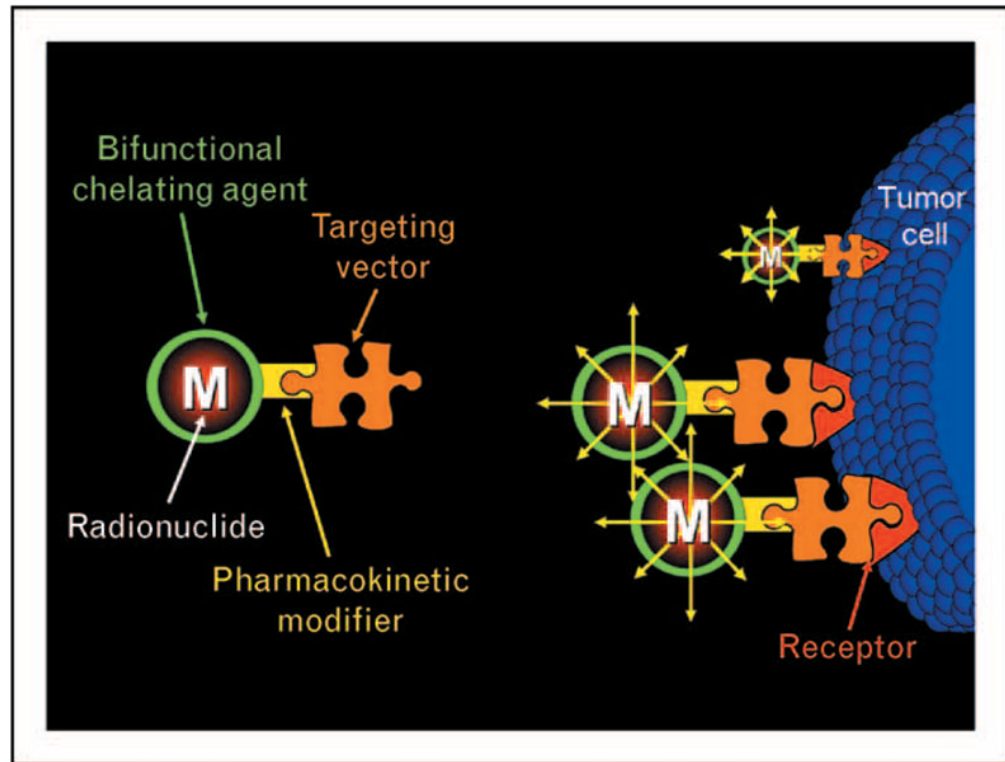 Bifunctional
chelating agent
Targeting
vector
Tumor
cell
M
M
M
M
Radionuclide
Pharmacokinetic
modifier
Receptor